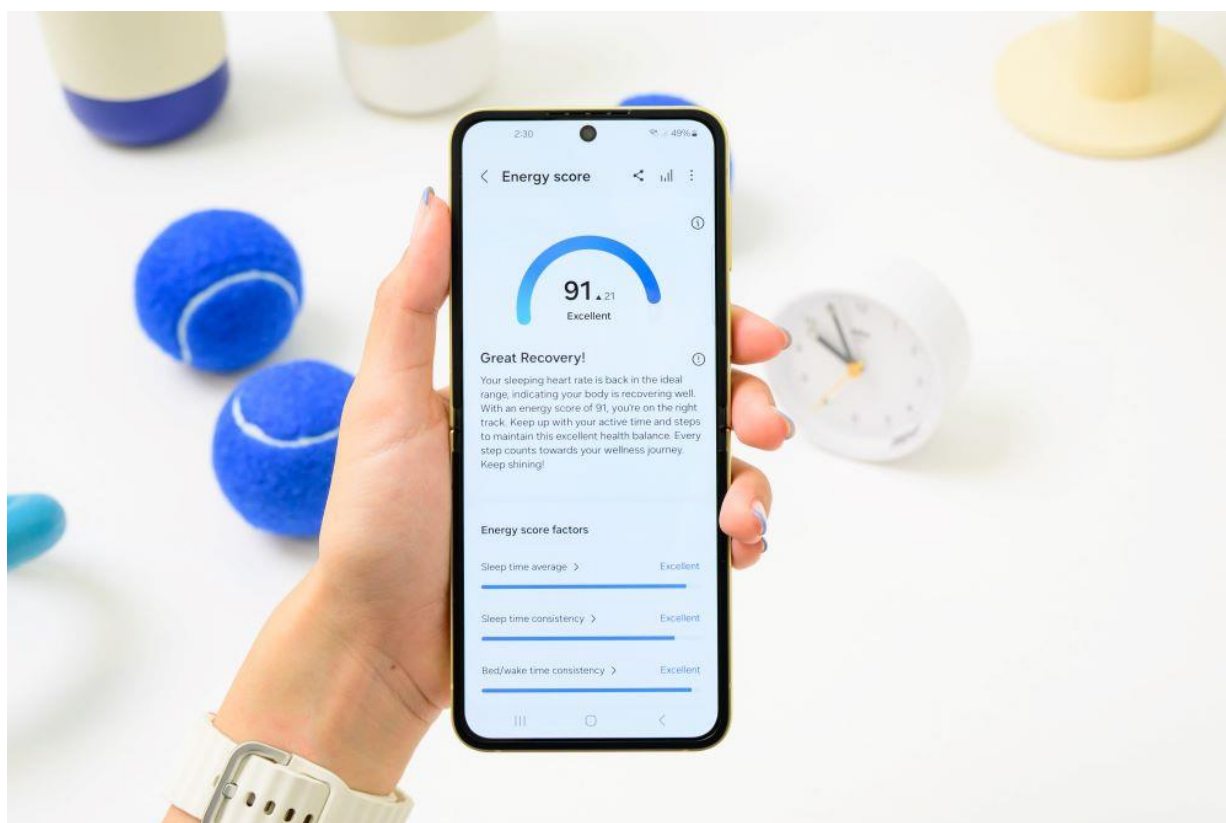 2:30
49%
Energy score
91 ▲ 21
Excellent
Great Recovery!
Your sleeping heart rate is back in the ideal
range, indicating your body is recovering well.
With an energy score of 91, you're on the right
track. Keep up with your active time and steps
to maintain this excellent health balance. Every
step counts towards your wellness journey.
Keep shining!
Energy score factors
Sleep time average > Excellent
Sleep time consistency > Excellent
Bed/wake time consistency > Excellent